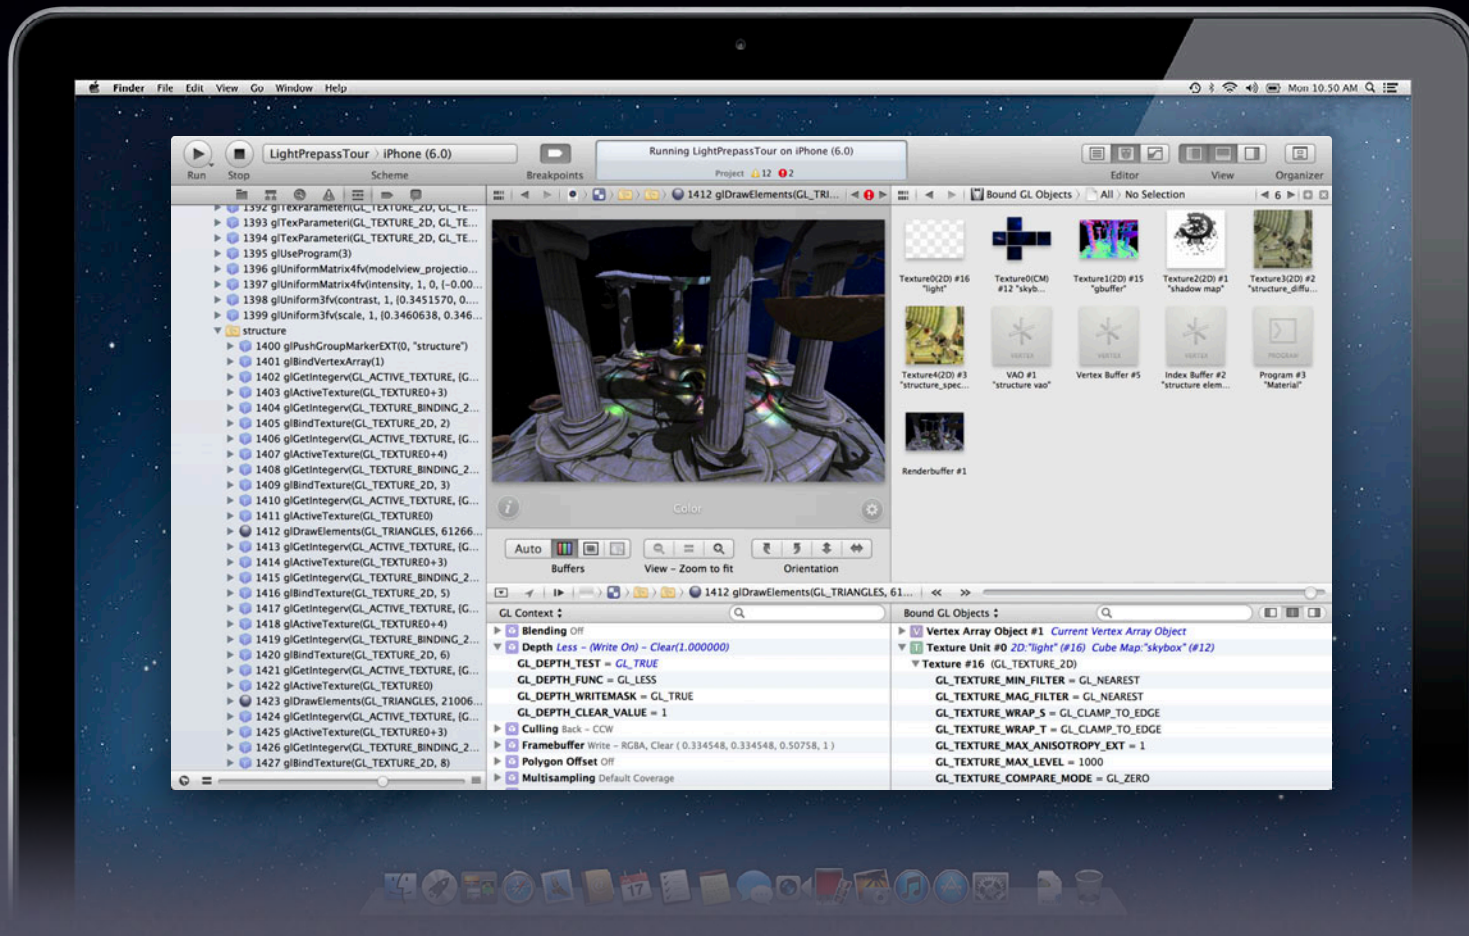 Finder File Edit View Go Window Help
Mon 10.50 AM
LightPrepassTour iPhone (6.0)
Running LightPrepassTour on iPhone (6.0)
Project 12 2
Run Stop Scheme Breakpoints Editor View Organizer
1412 glDrawElements(GL_TRI...
Bound GL Objects All No Selection
6
1392 glTexParameteri(GL_TEXTURE_2D, GL_TE...
1393 glTexParameteri(GL_TEXTURE_2D, GL_TE...
1394 glTexParameteri(GL_TEXTURE_2D, GL_TE...
1395 glUseProgram(3)
1396 glUniformMatrix4fv(modelview_projectio...
1397 glUniformMatrix4fv(intensity, 1, 0, {-0.00...
1398 glUniform3fv(contrast, 1, {0.3451570, 0....
1399 glUniform3fv(scale, 1, {0.3460638, 0.346...
structure
1400 glPushGroupMarkerEXT(0, "structure")
1401 glBindVertexArray(1)
1402 glGetIntegerv(GL_ACTIVE_TEXTURE, {G...
1403 glActiveTexture(GL_TEXTURE0+3)
1404 glGetIntegerv(GL_TEXTURE_BINDING_2...
1405 glBindTexture(GL_TEXTURE_2D, 2)
1406 glGetIntegerv(GL_ACTIVE_TEXTURE, {G...
1407 glActiveTexture(GL_TEXTURE0+4)
1408 glGetIntegerv(GL_TEXTURE_BINDING_2...
1409 glBindTexture(GL_TEXTURE_2D, 3)
1410 glGetIntegerv(GL_ACTIVE_TEXTURE, {G...
1411 glActiveTexture(GL_TEXTURE0)
1412 glDrawElements(GL_TRIANGLES, 61266...
1413 glGetIntegerv(GL_ACTIVE_TEXTURE, {G...
1414 glActiveTexture(GL_TEXTURE0+3)
1415 glGetIntegerv(GL_TEXTURE_BINDING_2...
1416 glBindTexture(GL_TEXTURE_2D, 5)
1417 glGetIntegerv(GL_ACTIVE_TEXTURE, {G...
1418 glActiveTexture(GL_TEXTURE0+4)
1419 glGetIntegerv(GL_TEXTURE_BINDING_2...
1420 glBindTexture(GL_TEXTURE_2D, 6)
1421 glGetIntegerv(GL_ACTIVE_TEXTURE, {G...
1422 glActiveTexture(GL_TEXTURE0)
1423 glDrawElements(GL_TRIANGLES, 21006...
1424 glGetIntegerv(GL_ACTIVE_TEXTURE, {G...
1425 glActiveTexture(GL_TEXTURE0+3)
1426 glGetIntegerv(GL_TEXTURE_BINDING_2...
1427 glBindTexture(GL_TEXTURE_2D, 8)
Color
Auto
Buffers View - Zoom to fit Orientation
Texture0(2D) #16 "light"
Texture0(CM) #12 "skyb...
Texture1(2D) #15 "gbuffer"
Texture2(2D) #1 "shadow map"
Texture3(2D) #2 "structure_diffu...
VERTEX
VERTEX
VERTEX
PROGRAM
Texture4(2D) #3 "structure_spec...
VAO #1 "structure vao"
Vertex Buffer #5
Index Buffer #2 "structure elem...
Program #3 "Material"
Renderbuffer #1
1412 glDrawElements(GL_TRIANGLES, 61...
GL Context
Blending Off
Depth Less - (Write On) - Clear(1.000000)
GL_DEPTH_TEST = GL_TRUE
GL_DEPTH_FUNC = GL_LESS
GL_DEPTH_WRITEMASK = GL_TRUE
GL_DEPTH_CLEAR_VALUE = 1
Culling Back - CCW
Framebuffer Write - RGBA, Clear ( 0.334548, 0.334548, 0.50758, 1 )
Polygon Offset Off
Multisampling Default Coverage
Bound GL Objects
Vertex Array Object #1 Current Vertex Array Object
Texture Unit #0 2D:"light" (#16) Cube Map:"skybox" (#12)
Texture #16 (GL_TEXTURE_2D)
GL_TEXTURE_MIN_FILTER = GL_NEAREST
GL_TEXTURE_MAG_FILTER = GL_NEAREST
GL_TEXTURE_WRAP_S = GL_CLAMP_TO_EDGE
GL_TEXTURE_WRAP_T = GL_CLAMP_TO_EDGE
GL_TEXTURE_MAX_ANISOTROPY_EXT = 1
GL_TEXTURE_MAX_LEVEL = 1000
GL_TEXTURE_COMPARE_MODE = GL_ZERO
17